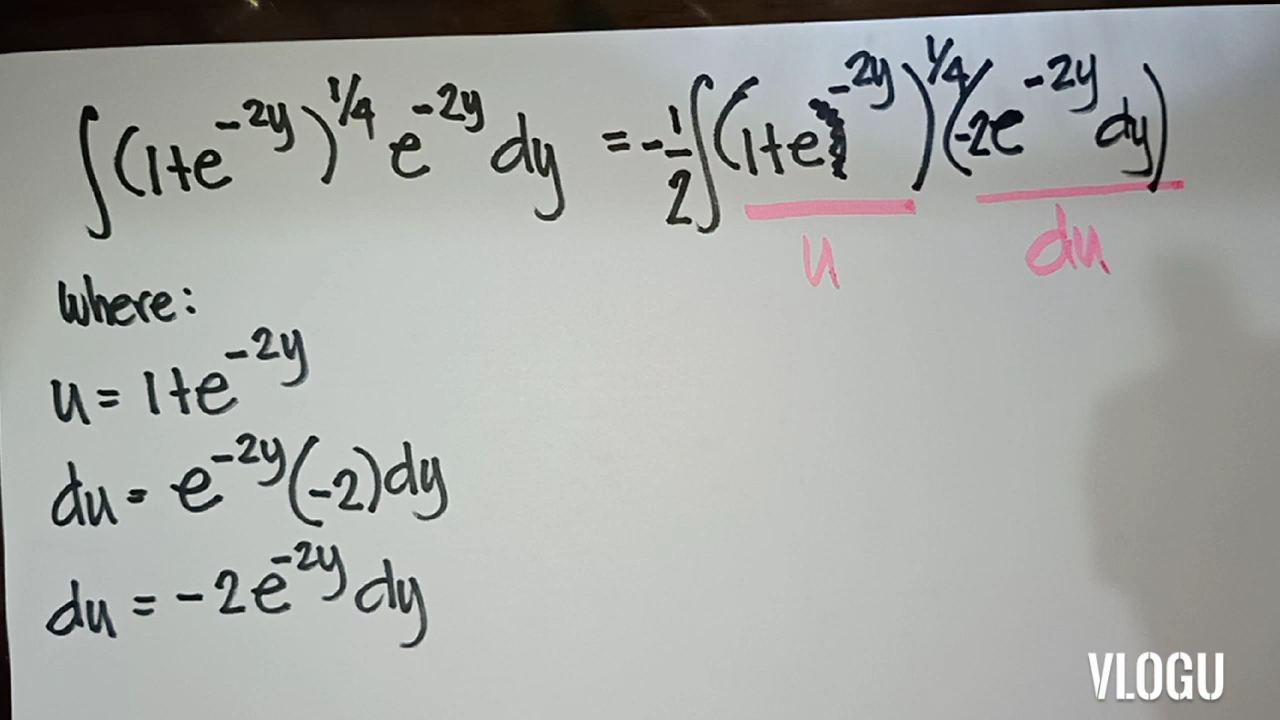 ∫(1+e^-2y)^1/4 e^-2y dy = -1/2 ∫(1+e^-2y)^1/4 (-2e^-2y dy)
u du
where:
u = 1+e^-2y
du = e^-2y(-2)dy
du = -2e^-2y dy
VLOGU